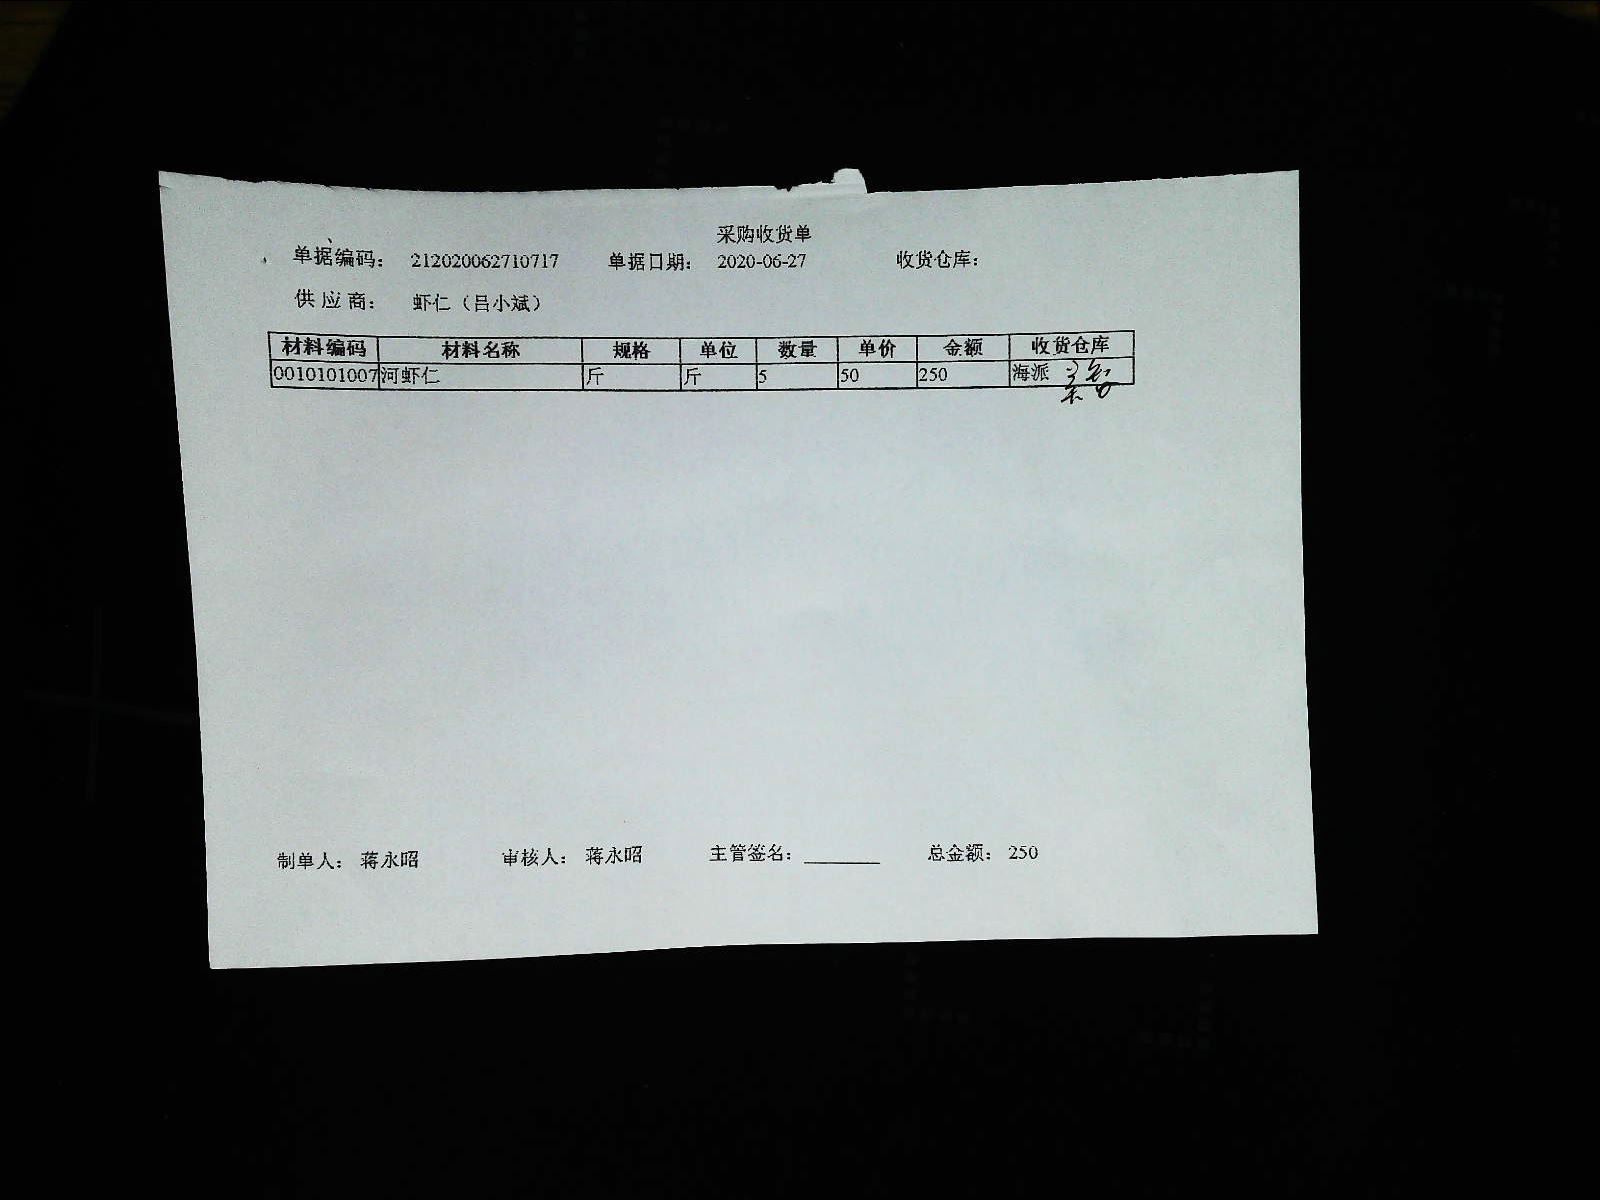 采购收货单
单据编码： 212020062710717 单据日期： 2020-06-27 收货仓库：
供 应 商： 虾仁（吕小斌）
材料编码 材料名称 规格 单位 数量 单价 金额 收货仓库
0010101007 河虾仁 斤 斤 5 50 250 海派
制单人： 蒋永昭 审核人： 蒋永昭 主管签名：________ 总金额： 250